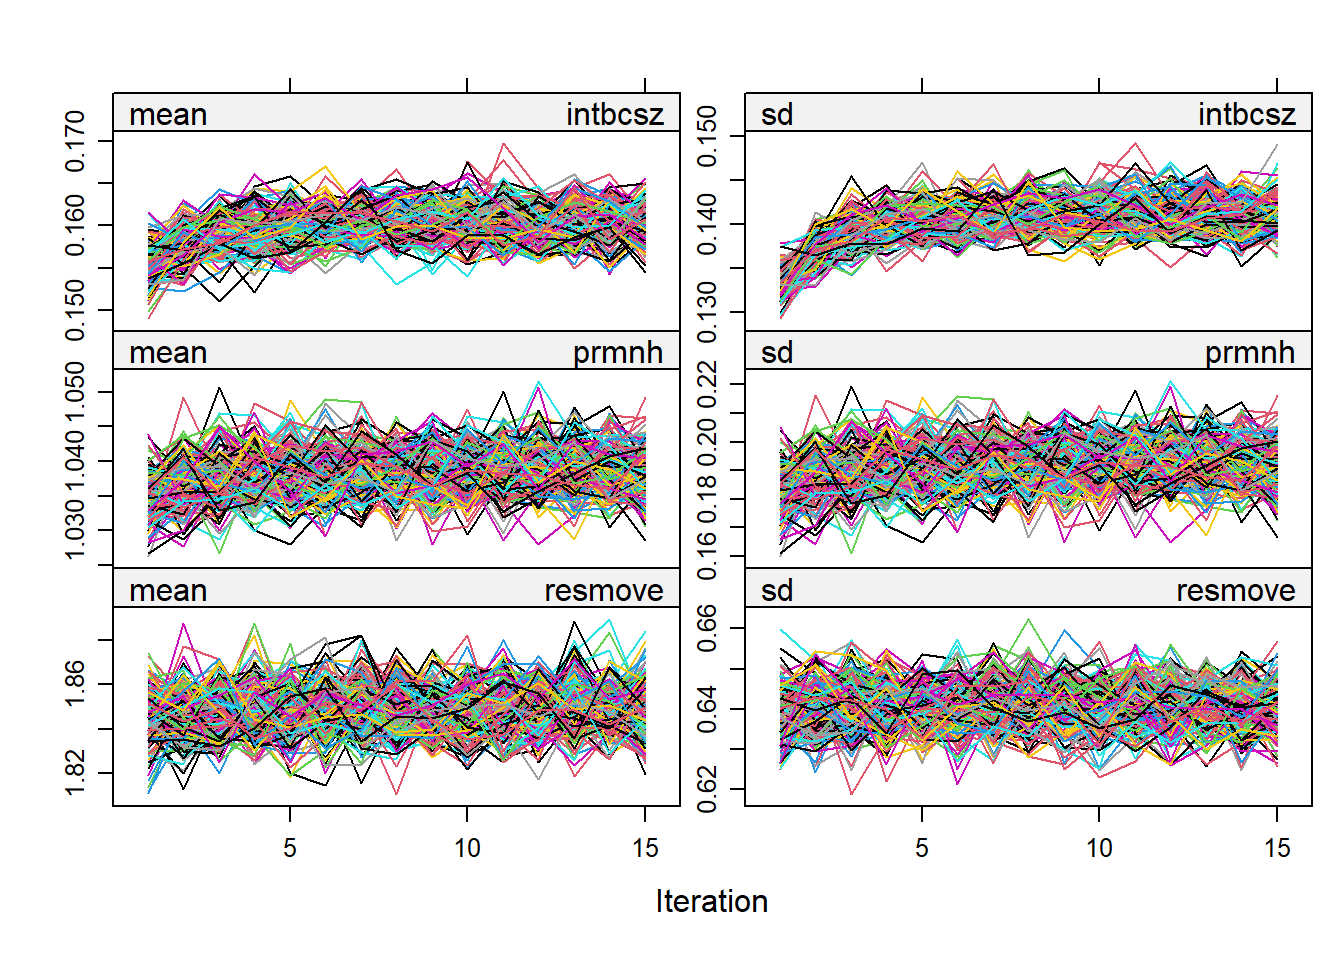 mean intbcsz sd intbcsz
0.150 0.160 0.170
0.130 0.140 0.150
mean prmnh sd prmnh
1.030 1.040 1.050
0.16 0.18 0.20 0.22
mean resmove sd resmove
1.82 1.86
0.62 0.64 0.66
5 10 15 5 10 15
Iteration